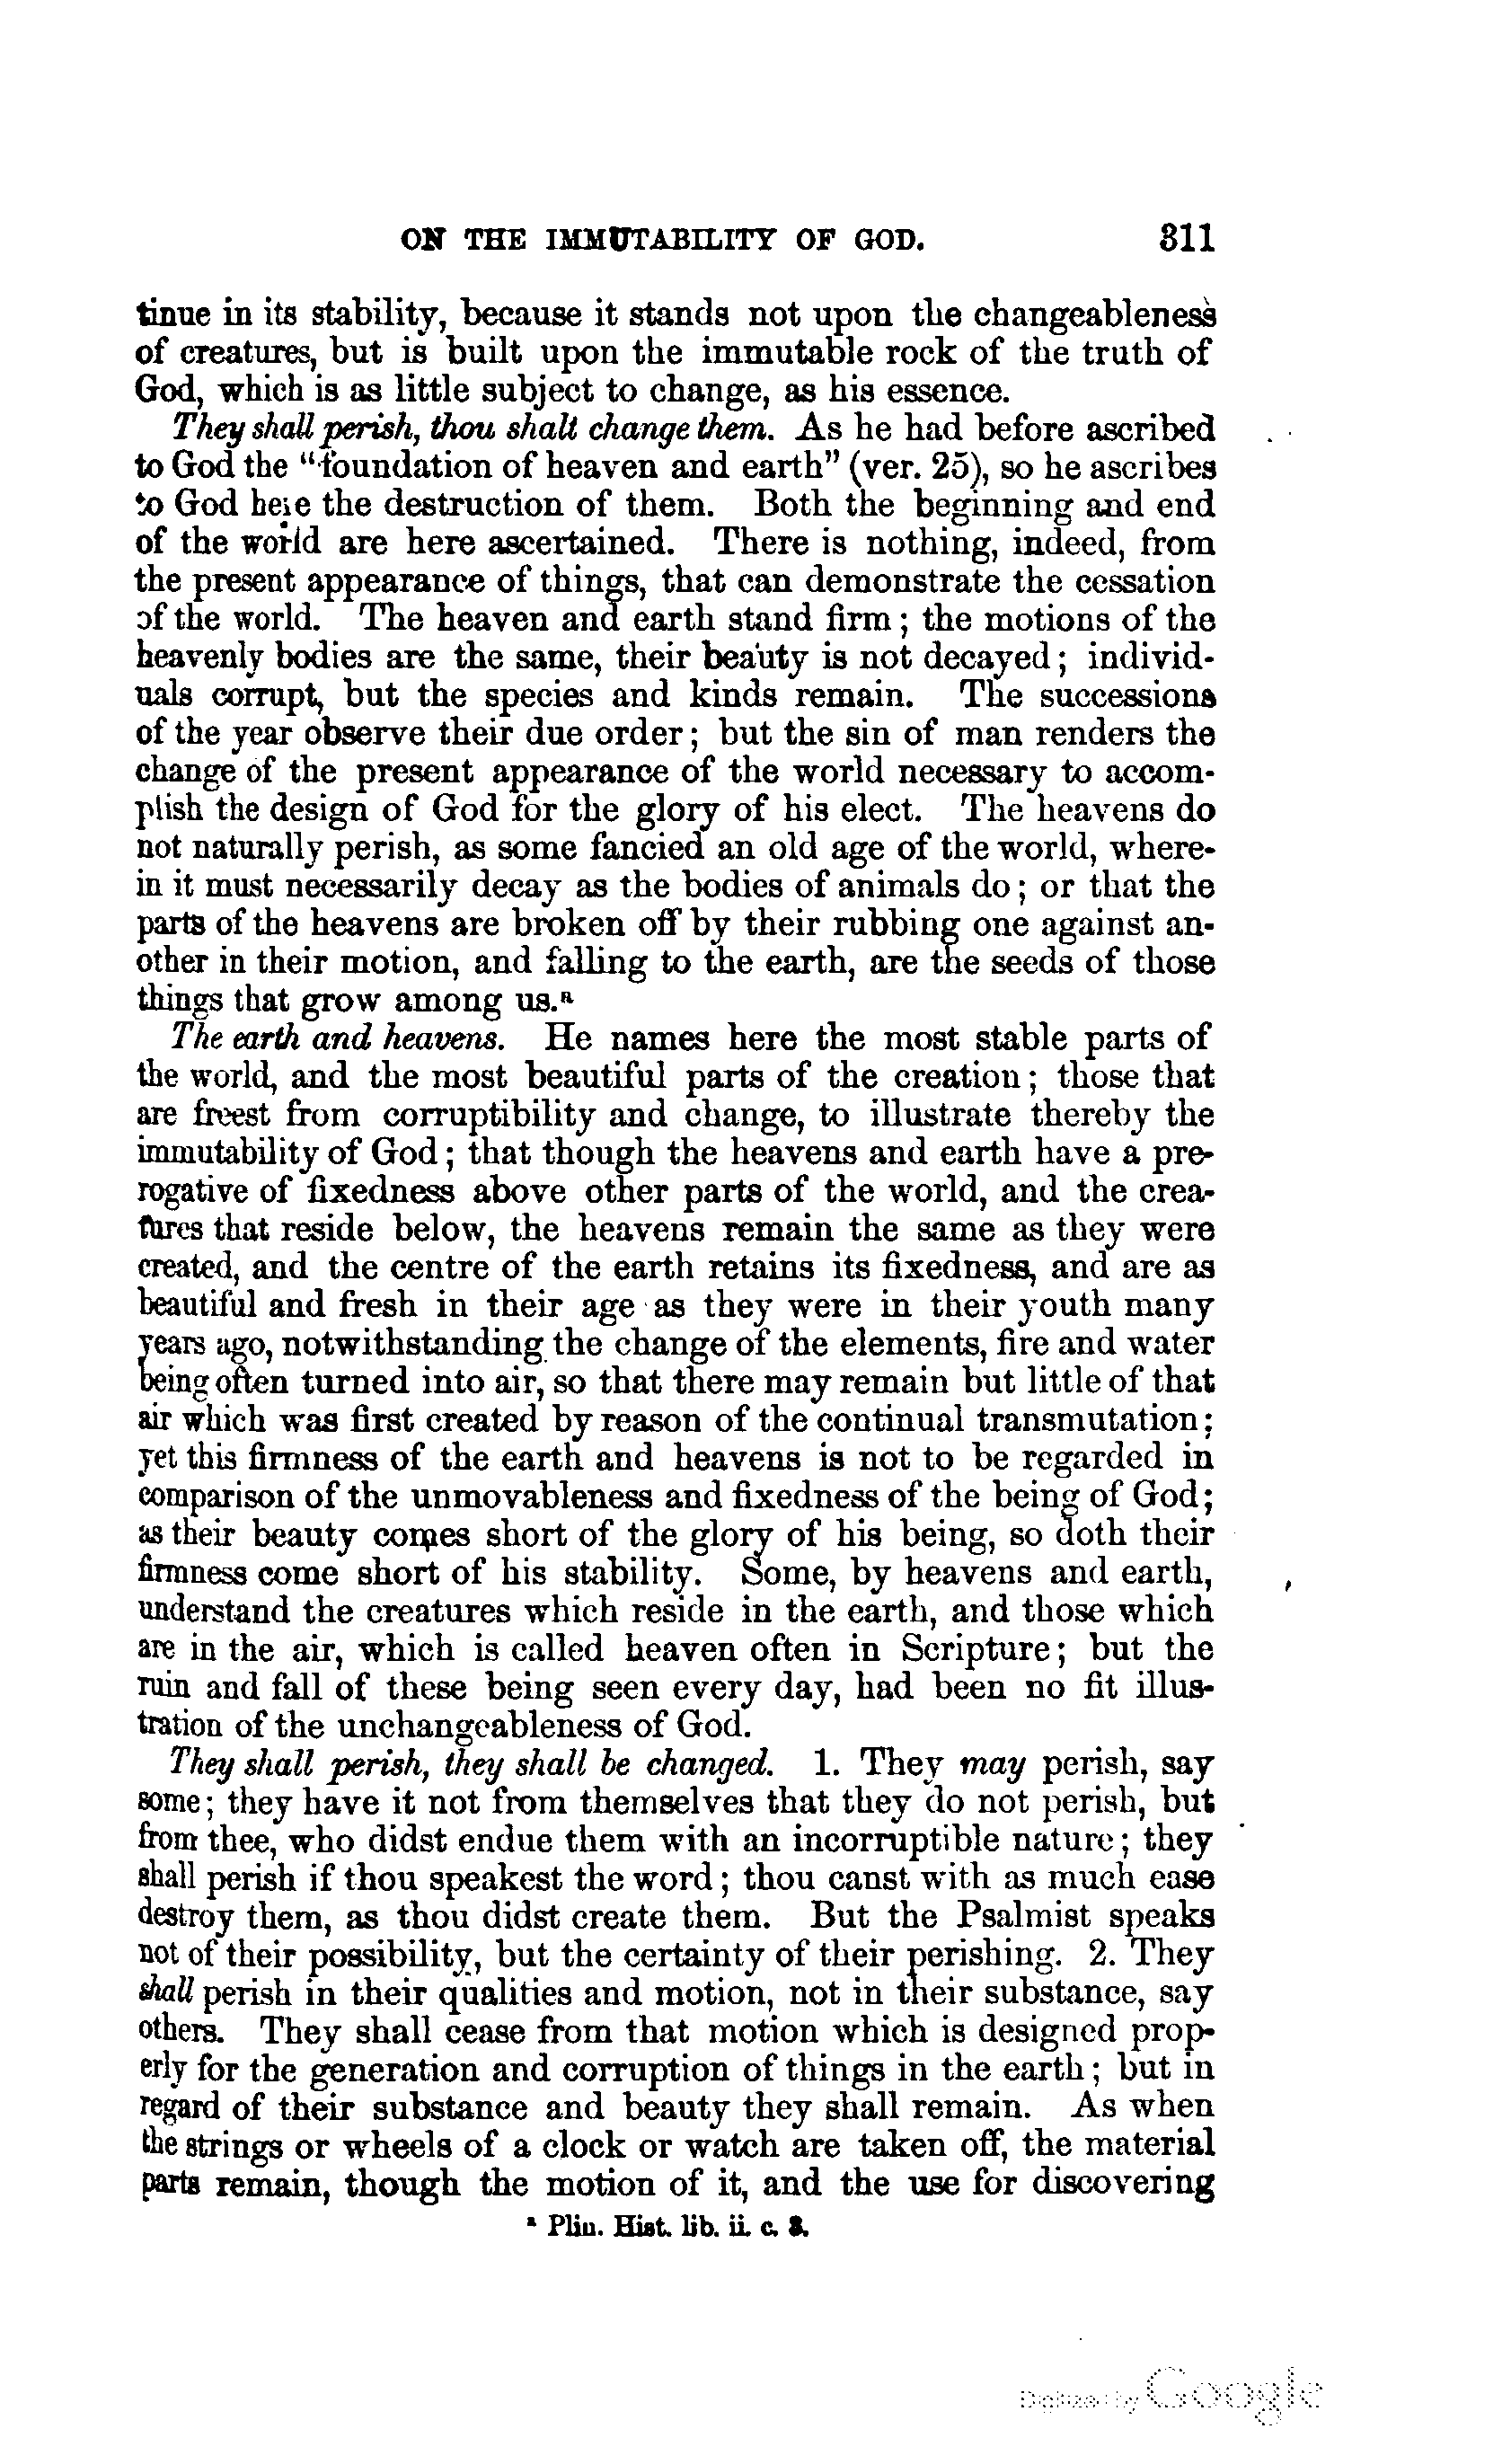 ON THE IMMUTABILITY OF GOD. 311
tinue in its stability, because it stands not upon the changeableness
of creatures, but is built upon the immutable rock of the truth of
God, which is as little subject to change, as his essence.
They shall perish, thou shalt change them. As he had before ascribed
to God the "foundation of heaven and earth" (ver. 25), so he ascribes
to God here the destruction of them. Both the beginning and end
of the world are here ascertained. There is nothing, indeed, from
the present appearance of things, that can demonstrate the cessation
of the world. The heaven and earth stand firm; the motions of the
heavenly bodies are the same, their beauty is not decayed; individ-
uals corrupt, but the species and kinds remain. The successions
of the year observe their due order; but the sin of man renders the
change of the present appearance of the world necessary to accom-
plish the design of God for the glory of his elect. The heavens do
not naturally perish, as some fancied an old age of the world, where-
in it must necessarily decay as the bodies of animals do; or that the
parts of the heavens are broken off by their rubbing one against an-
other in their motion, and falling to the earth, are the seeds of those
things that grow among us.ⁿ
The earth and heavens. He names here the most stable parts of
the world, and the most beautiful parts of the creation; those that
are freest from corruptibility and change, to illustrate thereby the
immutability of God; that though the heavens and earth have a pre-
rogative of fixedness above other parts of the world, and the crea-
tures that reside below, the heavens remain the same as they were
created, and the centre of the earth retains its fixedness, and are as
beautiful and fresh in their age as they were in their youth many
years ago, notwithstanding the change of the elements, fire and water
being often turned into air, so that there may remain but little of that
air which was first created by reason of the continual transmutation;
yet this firmness of the earth and heavens is not to be regarded in
comparison of the unmovableness and fixedness of the being of God;
as their beauty comes short of the glory of his being, so doth their
firmness come short of his stability. Some, by heavens and earth,
understand the creatures which reside in the earth, and those which
are in the air, which is called heaven often in Scripture; but the
ruin and fall of these being seen every day, had been no fit illus-
tration of the unchangeableness of God.
They shall perish, they shall be changed. 1. They may perish, say
some; they have it not from themselves that they do not perish, but
from thee, who didst endue them with an incorruptible nature; they
shall perish if thou speakest the word; thou canst with as much ease
destroy them, as thou didst create them. But the Psalmist speaks
not of their possibility, but the certainty of their perishing. 2. They
shall perish in their qualities and motion, not in their substance, say
others. They shall cease from that motion which is designed prop-
erly for the generation and corruption of things in the earth; but in
regard of their substance and beauty they shall remain. As when
the strings or wheels of a clock or watch are taken off, the material
parts remain, though the motion of it, and the use for discovering
Plin. Hist. lib. ii. c. 3.
Digitized by Google